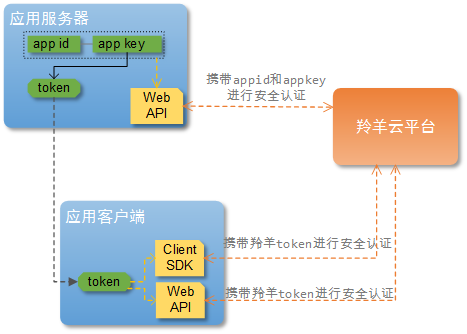 应用服务器
app id
app key
token
Web
API
携带appid和appkey
进行安全认证
羚羊云平台
应用客户端
Client
SDK
携带羚羊token进行安全认证
token
Web
API
携带羚羊token进行安全认证